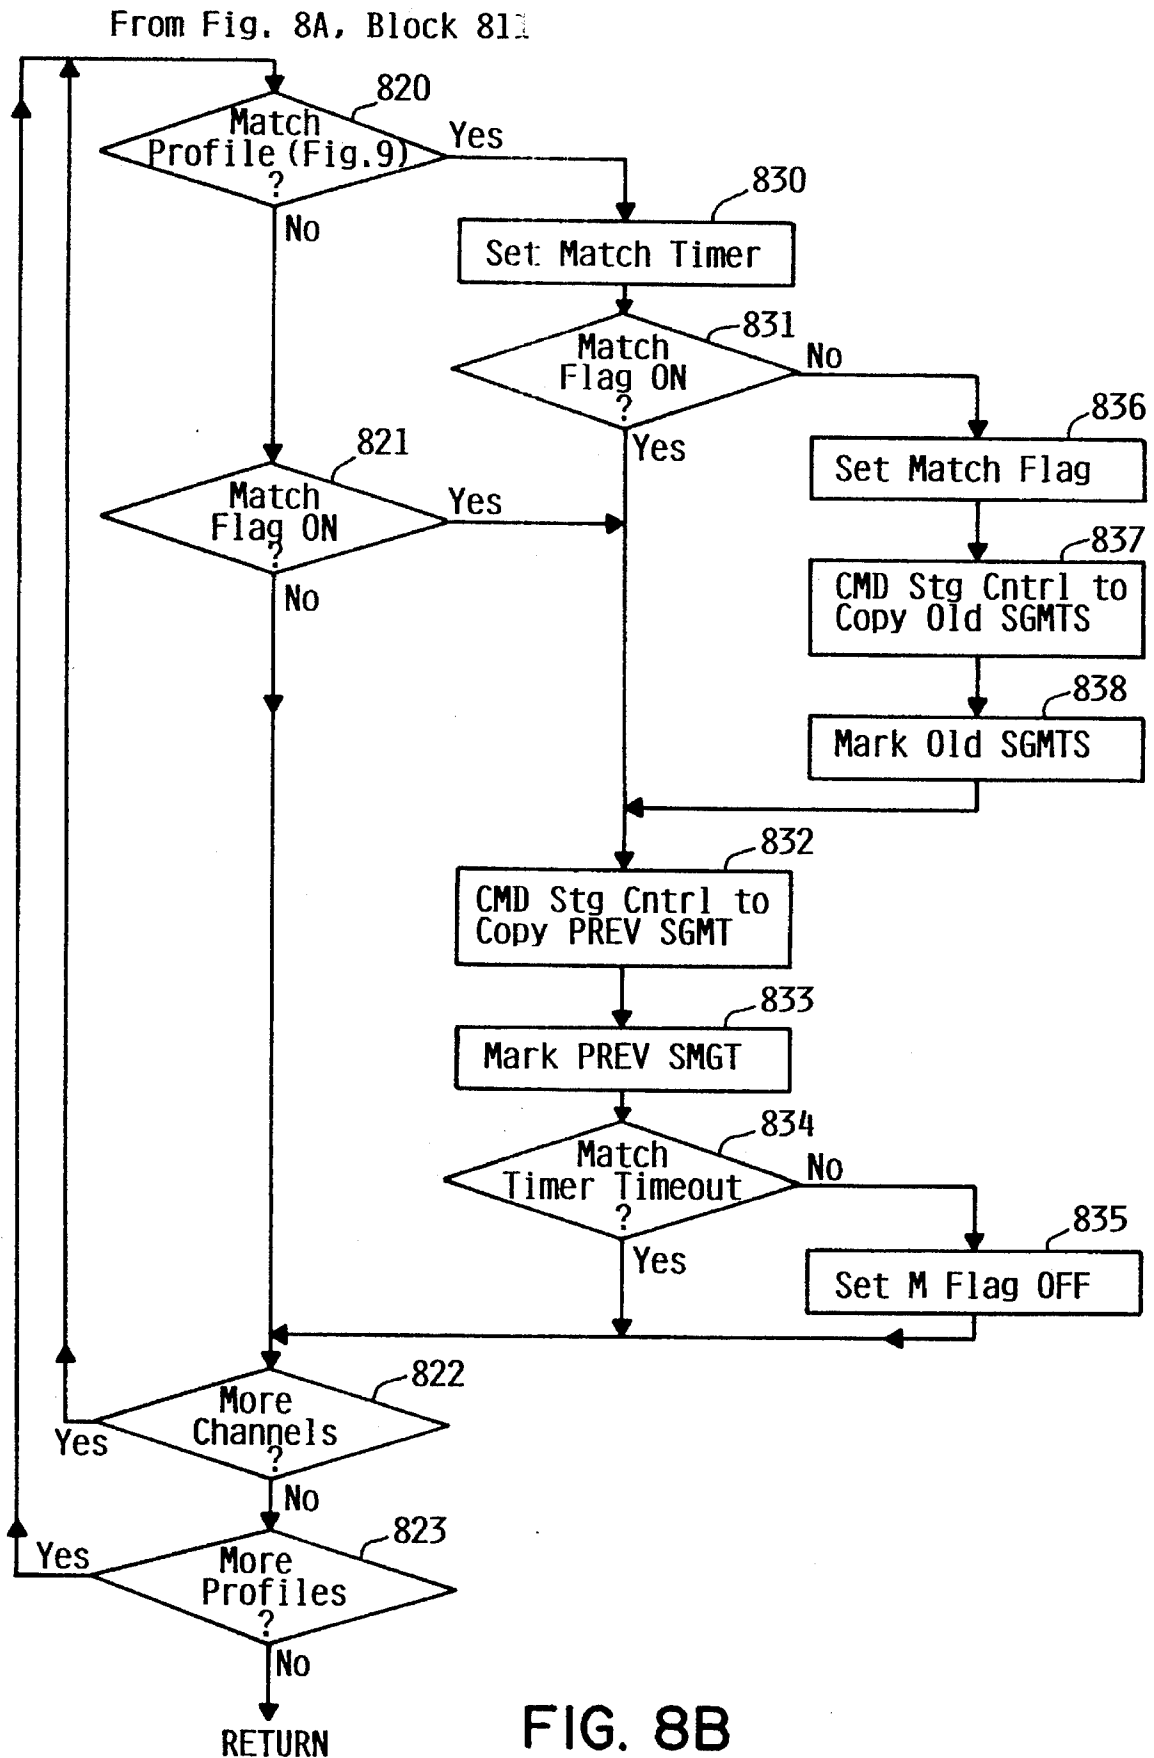 From Fig. 8A, Block 811
820
Match
Profile (Fig.9)
?
Yes
No
830
Set Match Timer
831
Match
Flag ON
?
No
Yes
836
Set Match Flag
821
Match
Flag ON
?
Yes
No
837
CMD Stg Cntrl to
Copy Old SGMTS
838
Mark Old SGMTS
832
CMD Stg Cntrl to
Copy PREV SGMT
833
Mark PREV SMGT
834
Match
Timer Timeout
?
No
Yes
835
Set M Flag OFF
822
More
Channels
?
Yes
No
823
More
Profiles
?
Yes
No
RETURN
FIG. 8B